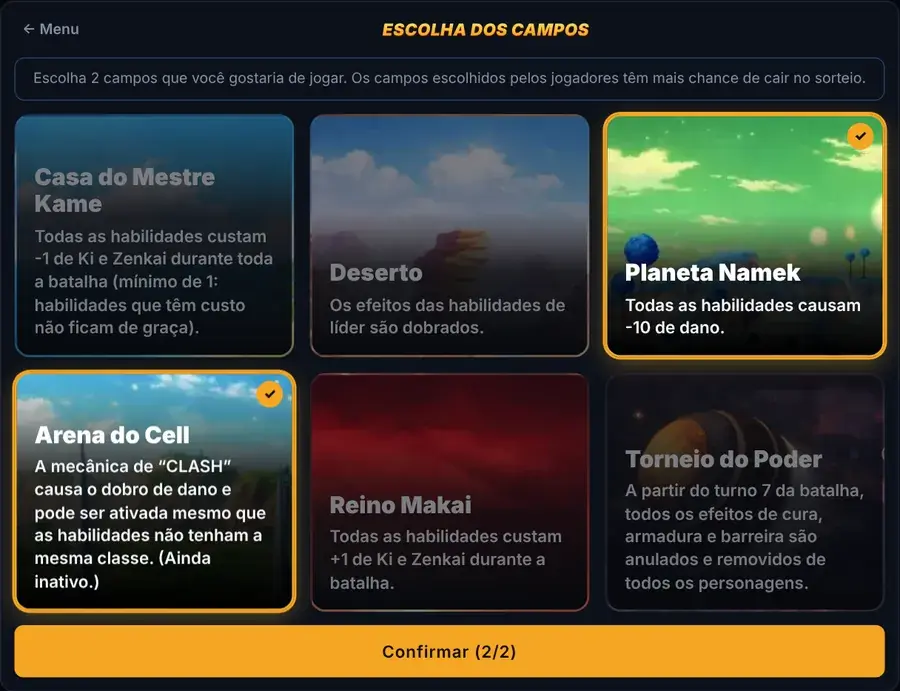 ← Menu
ESCOLHA DOS CAMPOS
Escolha 2 campos que você gostaria de jogar. Os campos escolhidos pelos jogadores têm mais chance de cair no sorteio.
Casa do Mestre
Kame
Todas as habilidades custam
-1 de Ki e Zenkai durante toda
a batalha (mínimo de 1:
habilidades que têm custo
não ficam de graça).
Deserto
Os efeitos das habilidades de
líder são dobrados.
Planeta Namek
Todas as habilidades causam
-10 de dano.
Arena do Cell
A mecânica de “CLASH”
causa o dobro de dano e
pode ser ativada mesmo que
as habilidades não tenham a
mesma classe. (Ainda
inativo.)
Reino Makai
Todas as habilidades custam
+1 de Ki e Zenkai durante a
batalha.
Torneio do Poder
A partir do turno 7 da batalha,
todos os efeitos de cura,
armadura e barreira são
anulados e removidos de
todos os personagens.
Confirmar (2/2)